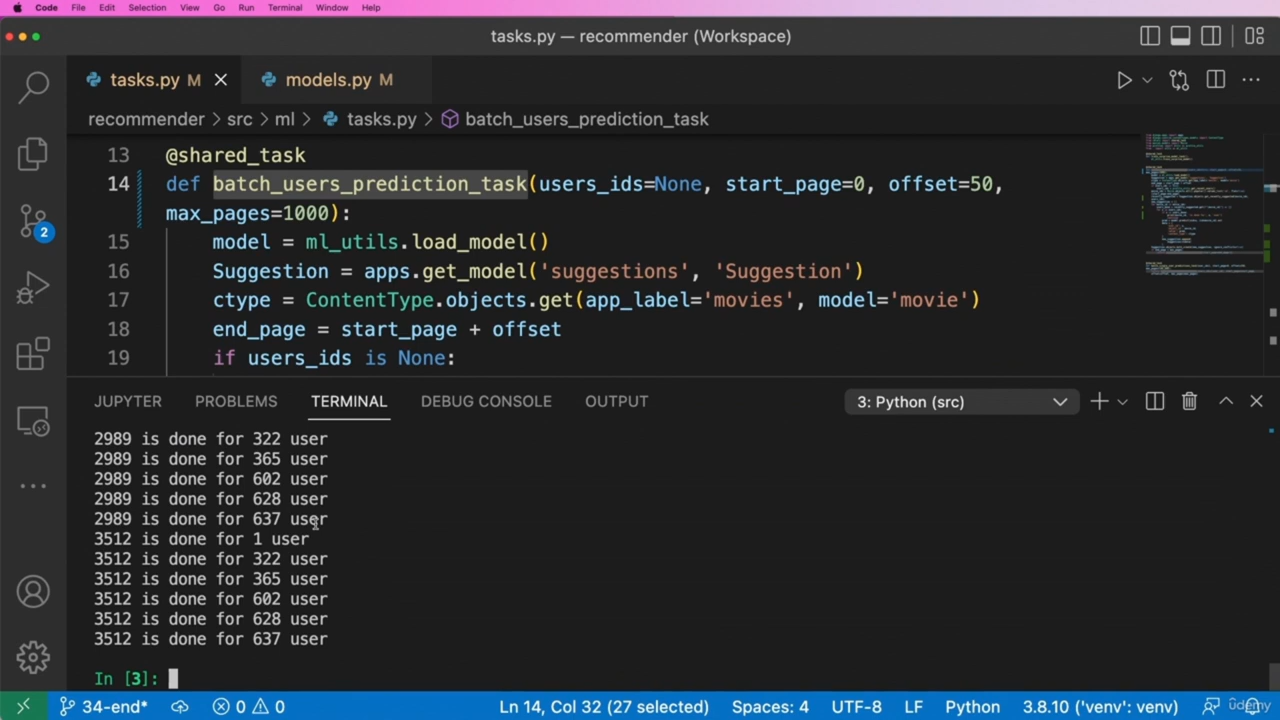 Code File Edit Selection View Go Run Terminal Window Help
tasks.py — recommender (Workspace)
tasks.py M models.py M
recommender > src > ml > tasks.py > batch_users_prediction_task
13 @shared_task
14 def batch_users_prediction_task(users_ids=None, start_page=0, offset=50,
max_pages=1000):
15 model = ml_utils.load_model()
16 Suggestion = apps.get_model('suggestions', 'Suggestion')
17 ctype = ContentType.objects.get(app_label='movies', model='movie')
18 end_page = start_page + offset
19 if users_ids is None:
2
JUPYTER PROBLEMS TERMINAL DEBUG CONSOLE OUTPUT 3: Python (src)
2989 is done for 322 user
2989 is done for 365 user
2989 is done for 602 user
2989 is done for 628 user
2989 is done for 637 user
3512 is done for 1 user
3512 is done for 322 user
3512 is done for 365 user
3512 is done for 602 user
3512 is done for 628 user
3512 is done for 637 user
In [3]:
34-end* 0 0 Ln 14, Col 32 (27 selected) Spaces: 4 UTF-8 LF Python 3.8.10 ('venv': venv) udemy